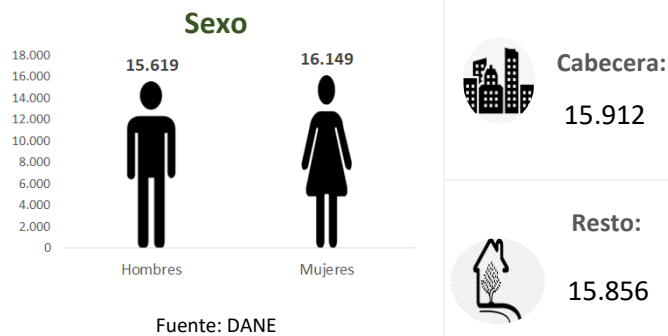 Sexo
18.000
16.000
14.000
12.000
10.000
8.000
6.000
4.000
2.000
0
15.619
16.149
Hombres
Mujeres
Fuente: DANE
Cabecera:
15.912
Resto:
15.856